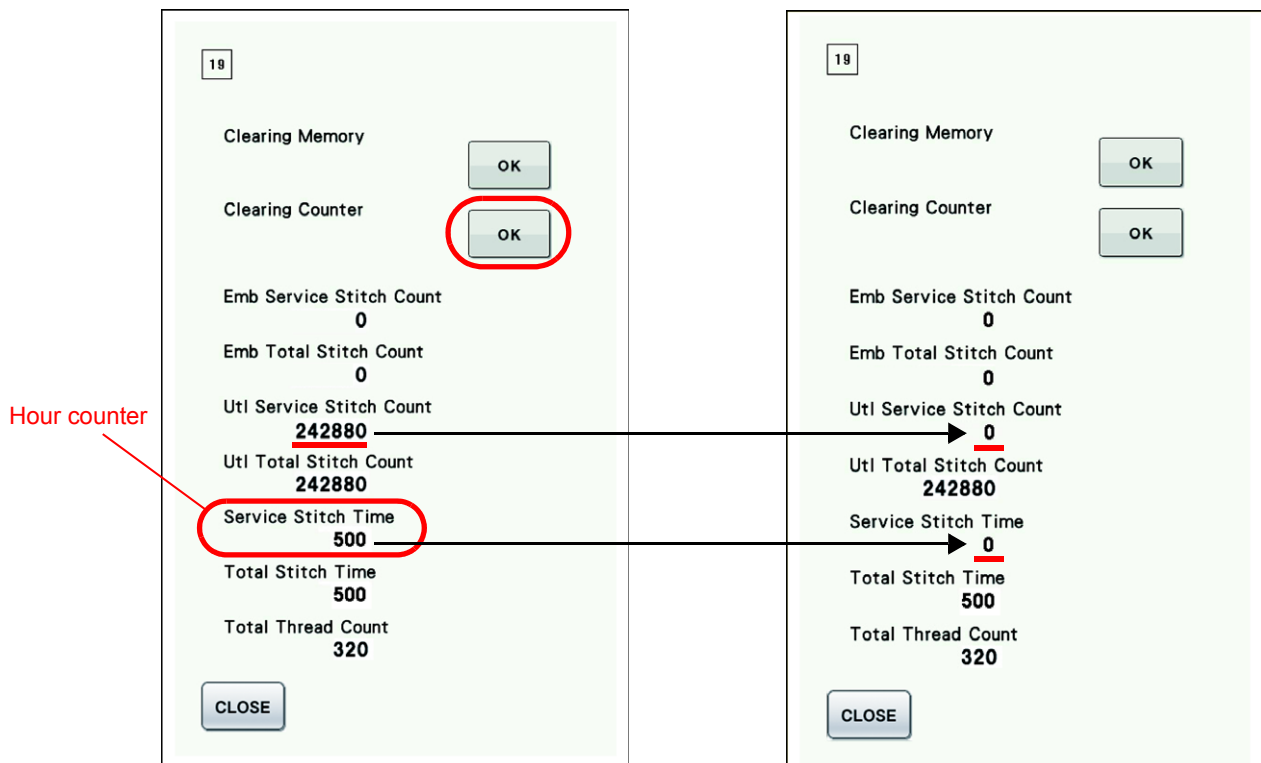 19
Clearing Memory
OK
Clearing Counter
OK
Emb Service Stitch Count
0
Emb Total Stitch Count
0
Utl Service Stitch Count
242880
Utl Total Stitch Count
242880
Hour counter
Service Stitch Time
500
Total Stitch Time
500
Total Thread Count
320
CLOSE
19
Clearing Memory
OK
Clearing Counter
OK
Emb Service Stitch Count
0
Emb Total Stitch Count
0
Utl Service Stitch Count
0
Utl Total Stitch Count
242880
Service Stitch Time
0
Total Stitch Time
500
Total Thread Count
320
CLOSE